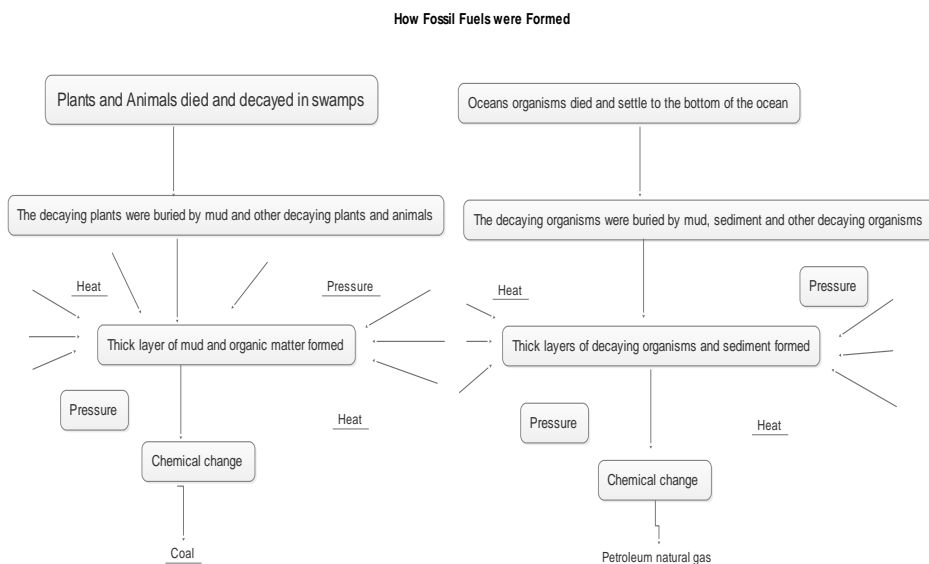 How Fossil Fuels were Formed
Plants and Animals died and decayed in swamps
Oceans organisms died and settle to the bottom of the ocean
The decaying plants were buried by mud and other decaying plants and animals
The decaying organisms were buried by mud, sediment and other decaying organisms
Heat
Pressure
Heat
Pressure
Thick layer of mud and organic matter formed
Thick layers of decaying organisms and sediment formed
Pressure
Heat
Pressure
Heat
Chemical change
Chemical change
Coal
Petroleum natural gas